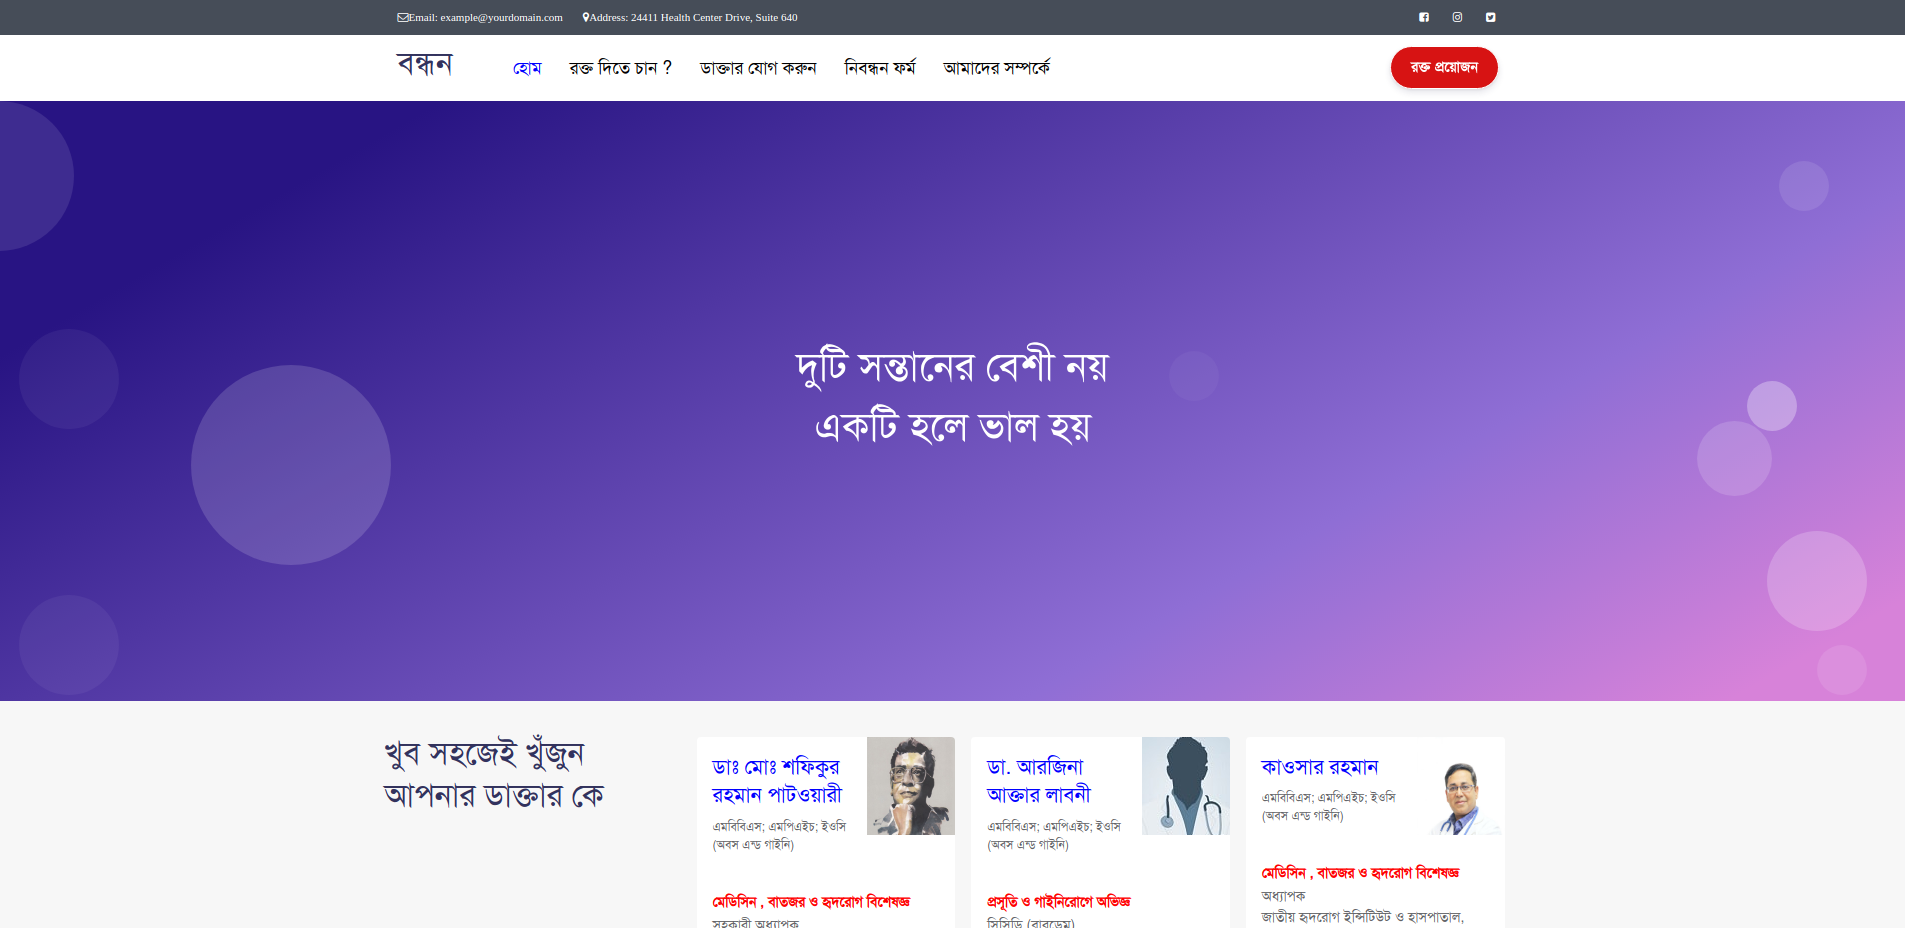 Email: example@yourdomain.com
Address: 24411 Health Center Drive, Suite 640
বন্ধন
হোম
রক্ত দিতে চান ?
ডাক্তার যোগ করুন
নিবন্ধন ফর্ম
আমাদের সম্পর্কে
রক্ত প্রয়োজন
দুটি সন্তানের বেশী নয়
একটি হলে ভাল হয়
খুব সহজেই খুঁজুন
আপনার ডাক্তার কে
ডাঃ মোঃ শফিকুর
রহমান পাটওয়ারী
এমবিবিএস; এমপিএইচ; ইওসি
(অবস এন্ড গাইনি)
মেডিসিন , বাতজর ও হৃদরোগ বিশেষজ্ঞ
সহকারী অধ্যাপক
ডা. আরজিনা
আক্তার লাবনী
এমবিবিএস; এমপিএইচ; ইওসি
(অবস এন্ড গাইনি)
প্রসূতি ও গাইনিরোগে অভিজ্ঞ
সিসিডি (বারডেম)
কাওসার রহমান
এমবিবিএস; এমপিএইচ; ইওসি
(অবস এন্ড গাইনি)
মেডিসিন , বাতজর ও হৃদরোগ বিশেষজ্ঞ
অধ্যাপক
জাতীয় হৃদরোগ ইন্সিটিউট ও হাসপাতাল,